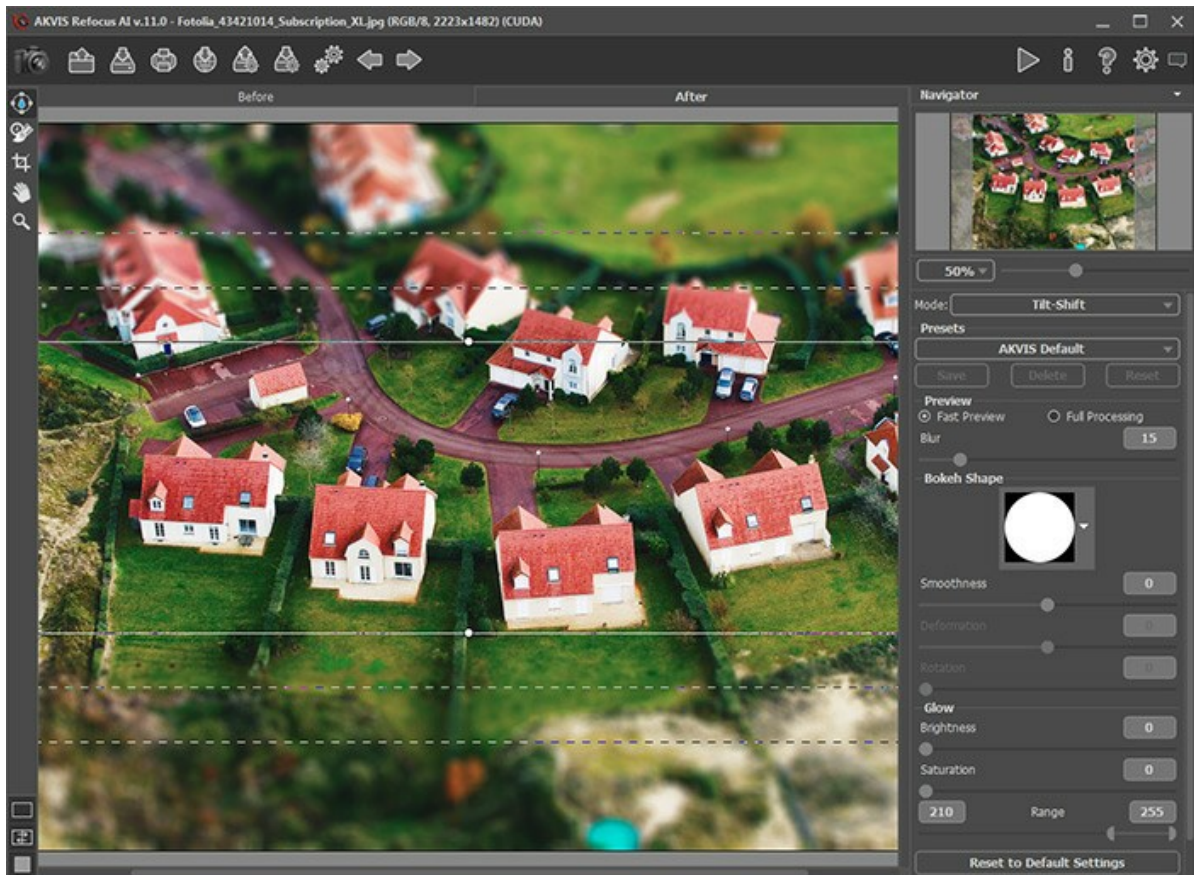 AKVIS Refocus AI v.11.0 - Fotolia_43421014_Subscription_XL.jpg (RGB/8, 2223x1482) (CUDA)
Before
After
Navigator
50%
Mode: Tilt-Shift
Presets
AKVIS Default
Save Delete Reset
Preview
Fast Preview Full Processing
Blur 15
Bokeh Shape
Smoothness 0
Deformation 0
Rotation 0
Glow
Brightness 0
Saturation 0
210 Range 255
Reset to Default Settings